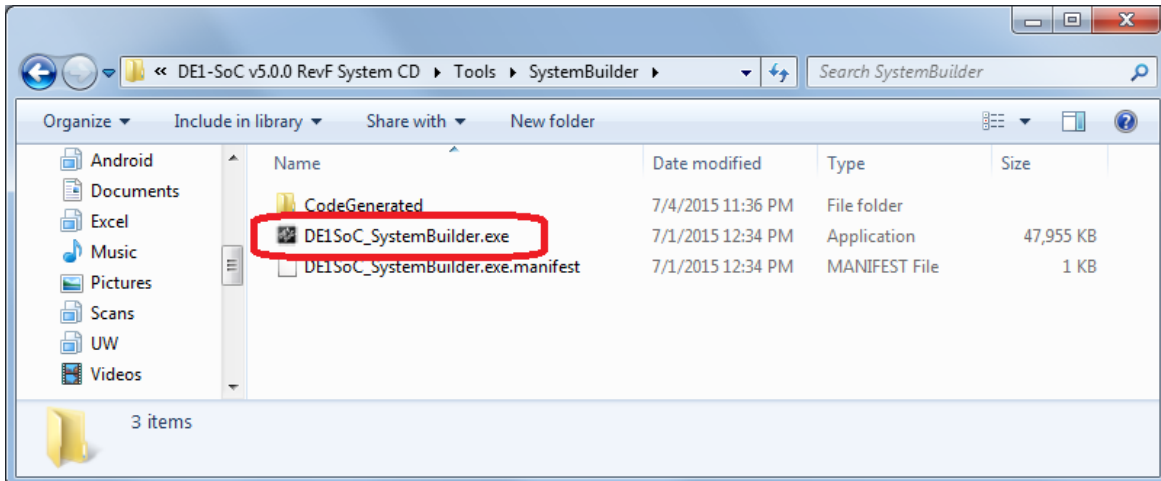 « DE1-SoC v5.0.0 RevF System CD ▸ Tools ▸ SystemBuilder ▸ Search SystemBuilder
Organize Include in library Share with New folder
Android
Documents
Excel
Music
Pictures
Scans
UW
Videos
Name Date modified Type Size
CodeGenerated 7/4/2015 11:36 PM File folder
DE1SoC_SystemBuilder.exe 7/1/2015 12:34 PM Application 47,955 KB
DE1SoC_SystemBuilder.exe.manifest 7/1/2015 12:34 PM MANIFEST File 1 KB
3 items